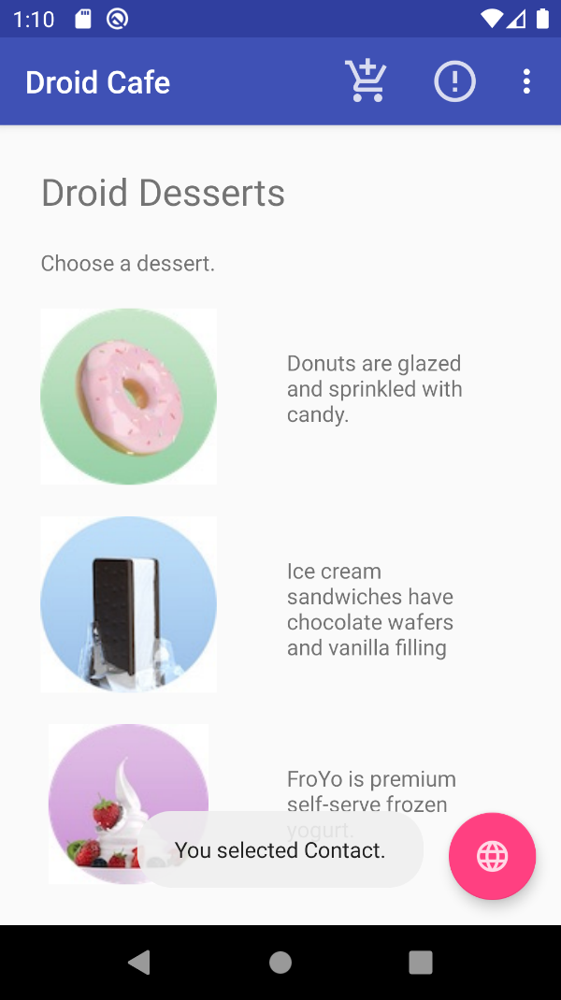 1:10
Droid Cafe
Droid Desserts
Choose a dessert.
Donuts are glazed
and sprinkled with
candy.
Ice cream
sandwiches have
chocolate wafers
and vanilla filling
FroYo is premium
self-serve frozen
yogurt.
You selected Contact.